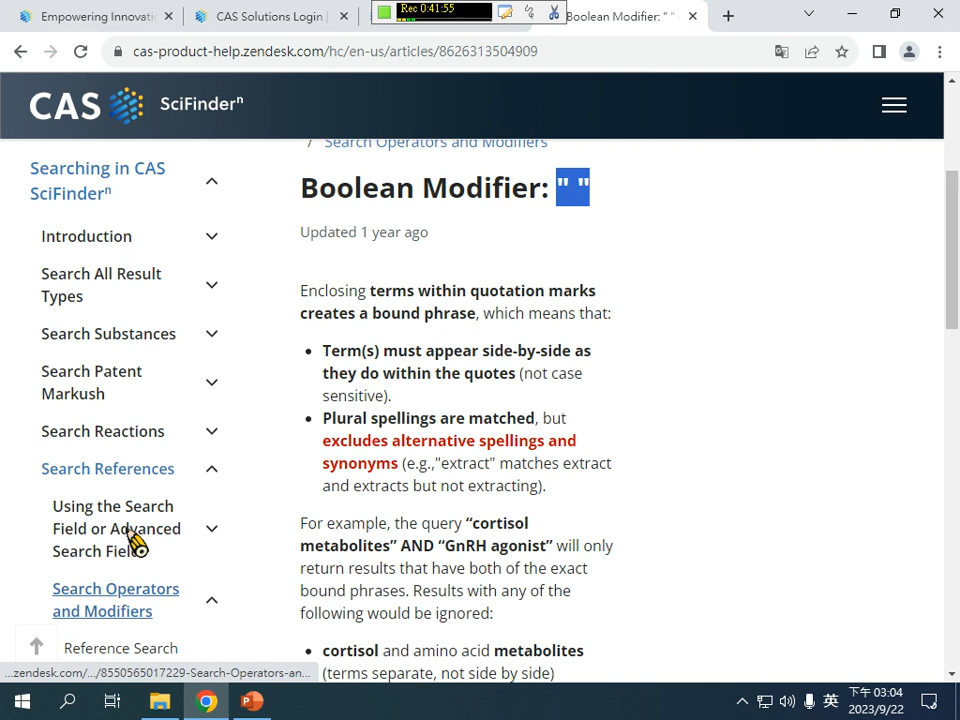 Empowering Innovati
CAS Solutions Login |
Rec 0:41:55
Boolean Modifier: " " -
cas-product-help.zendesk.com/hc/en-us/articles/8626313504909
CAS SciFinderⁿ
/ Search Operators and Modifiers
Searching in CAS
SciFinderⁿ
Introduction
Search All Result
Types
Search Substances
Search Patent
Markush
Search Reactions
Search References
Using the Search
Field or Advanced
Search Field
Search Operators
and Modifiers
Reference Search
Boolean Modifier: " "
Updated 1 year ago
Enclosing terms within quotation marks
creates a bound phrase, which means that:
• Term(s) must appear side-by-side as
they do within the quotes (not case
sensitive).
• Plural spellings are matched, but
excludes alternative spellings and
synonyms (e.g.,"extract" matches extract
and extracts but not extracting).
For example, the query “cortisol
metabolites” AND “GnRH agonist” will only
return results that have both of the exact
bound phrases. Results with any of the
following would be ignored:
• cortisol and amino acid metabolites
(terms separate, not side by side)
...zendesk.com/.../8550565017229-Search-Operators-an...
英
下午 03:04
2023/9/22